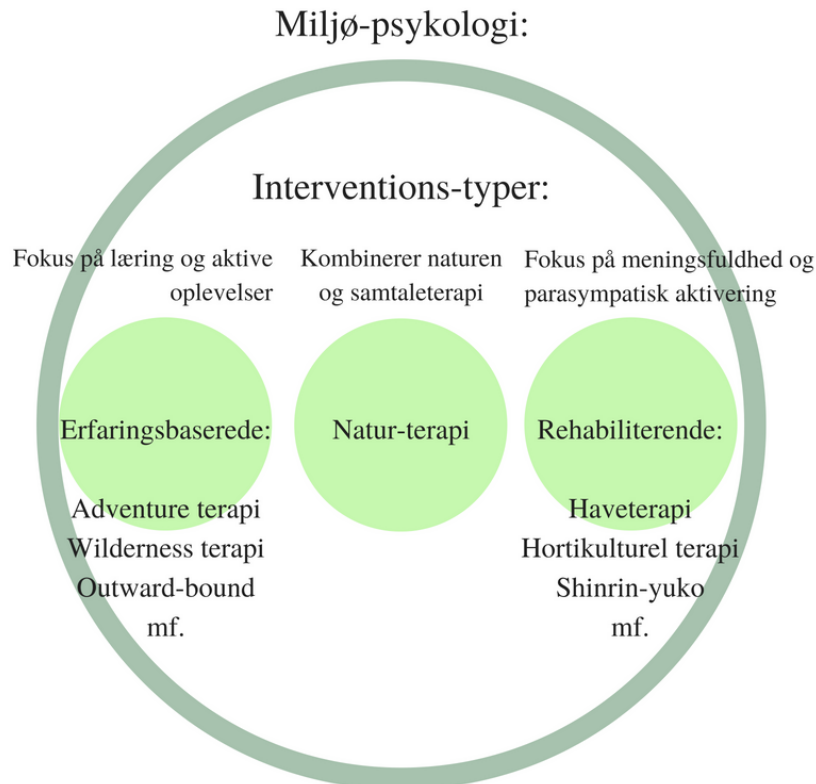 Miljø-psykologi:
Interventions-typer:
Fokus på læring og aktive
oplevelser
Kombinerer naturen
og samtaleterapi
Fokus på meningsfuldhed og
parasympatisk aktivering
Erfaringsbaserede:
Adventure terapi
Wilderness terapi
Outward-bound
mf.
Natur-terapi
Rehabiliterende:
Haveterapi
Hortikulturel terapi
Shinrin-yuko
mf.